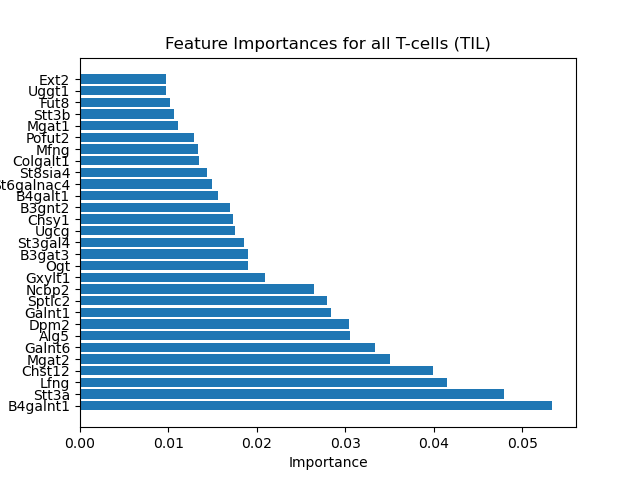 Feature Importances for all T-cells (TIL)
Ext2
Uggt1
Fut8
Stt3b
Mgat1
Pofut2
Mfng
Colgalt1
St8sia4
t6galnac4
B4galt1
B3gnt2
Chsy1
Ugcg
St3gal4
B3gat3
Ogt
Gxylt1
Ncbp2
Sptlc2
Galnt1
Dpm2
Alg5
Galnt6
Mgat2
Chst12
Lfng
Stt3a
B4galnt1
0.00 0.01 0.02 0.03 0.04 0.05
Importance